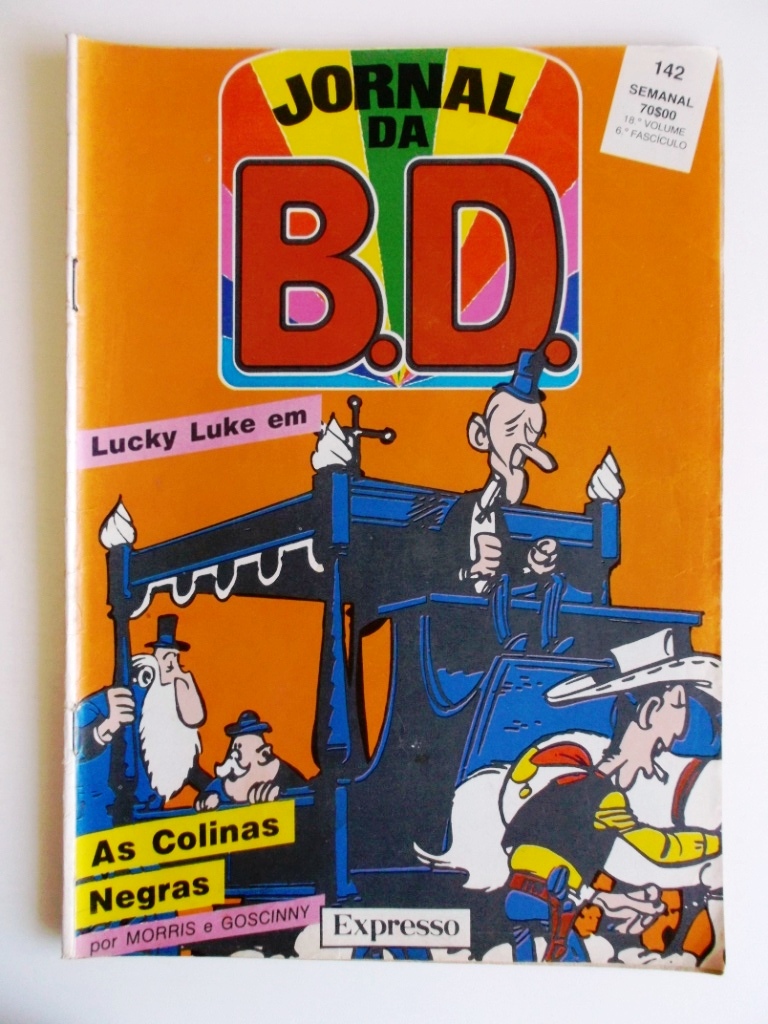 JORNAL
DA
B.D.
142
SEMANAL
70$00
18.º VOLUME
6.º FASCÍCULO
Lucky Luke em
As Colinas
Negras
por MORRIS e GOSCINNY
Expresso